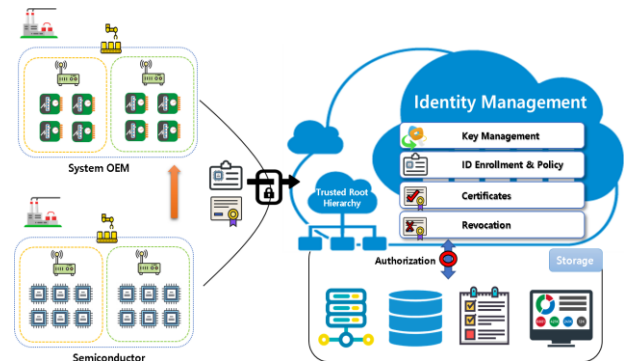 System OEM
Semiconductor
Identity Management
Key Management
ID Enrollment & Policy
Certificates
Revocation
Trusted Root
Hierarchy
Authorization
Storage